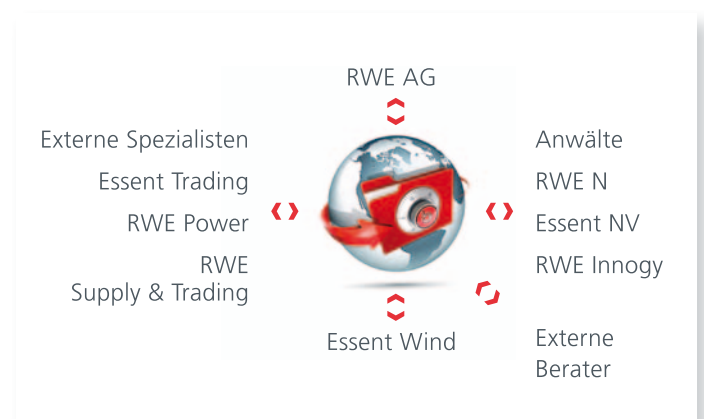 RWE AG
Externe Spezialisten
Essent Trading
RWE Power
RWE
Supply & Trading
Anwälte
RWE N
Essent NV
RWE Innogy
Essent Wind
Externe
Berater